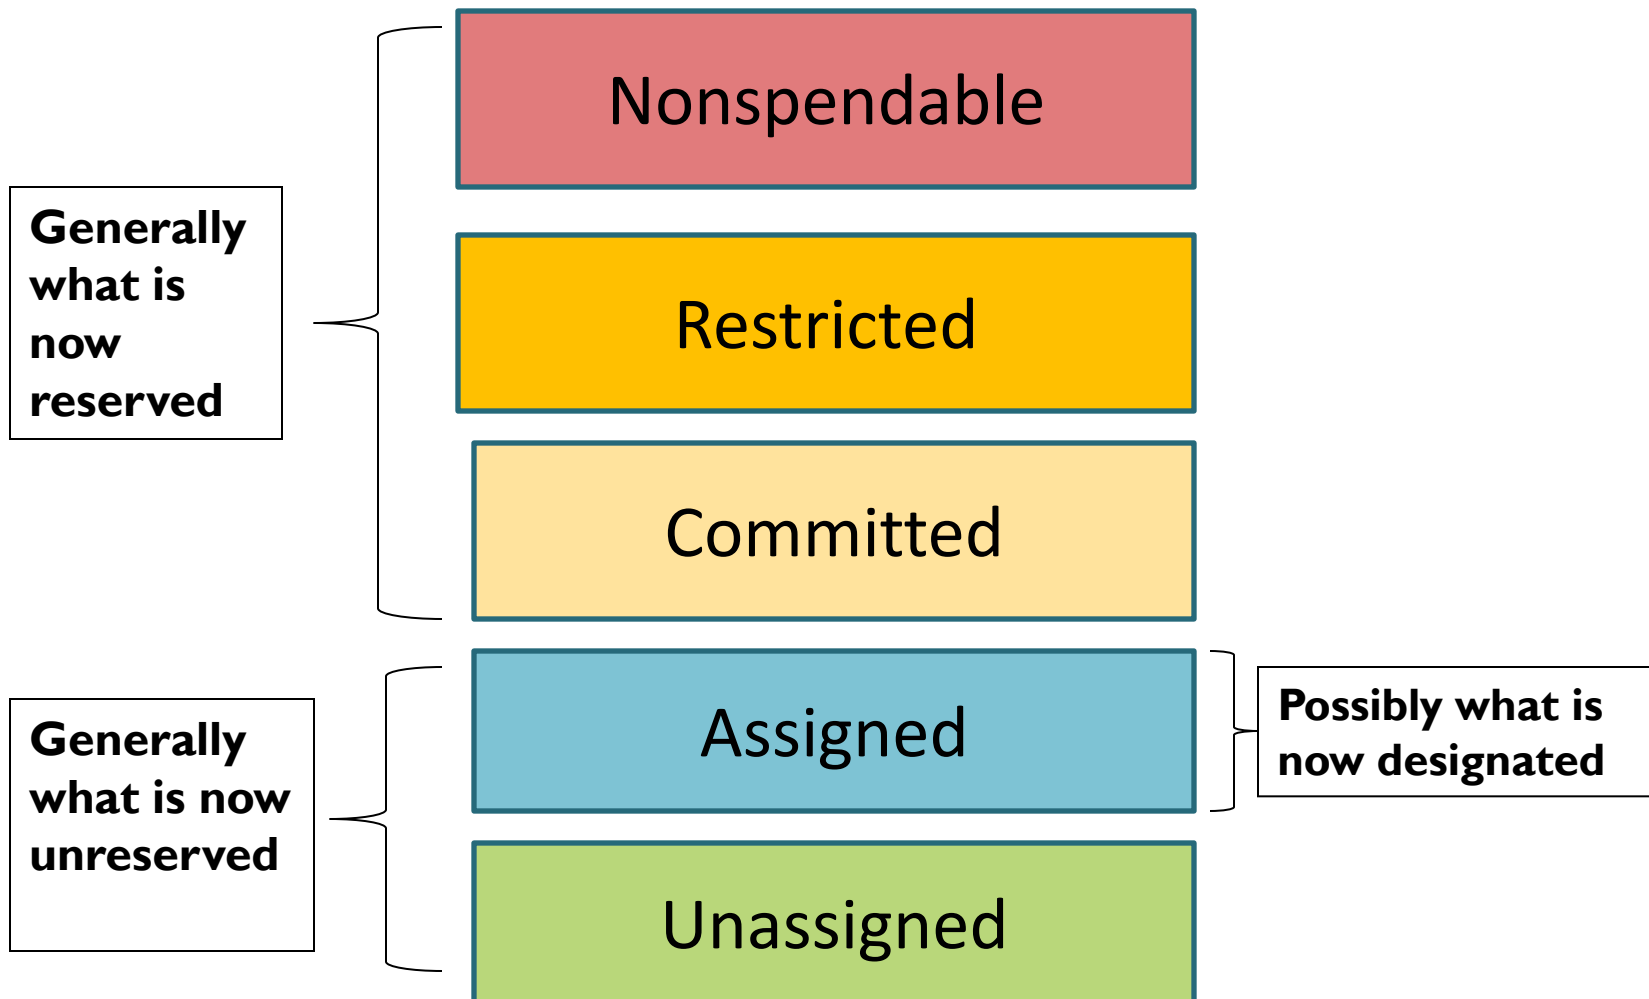 Nonspendable
Generally
what is
now
reserved
Restricted
Committed
Generally
what is now
unreserved
Assigned
Possibly what is
now designated
Unassigned